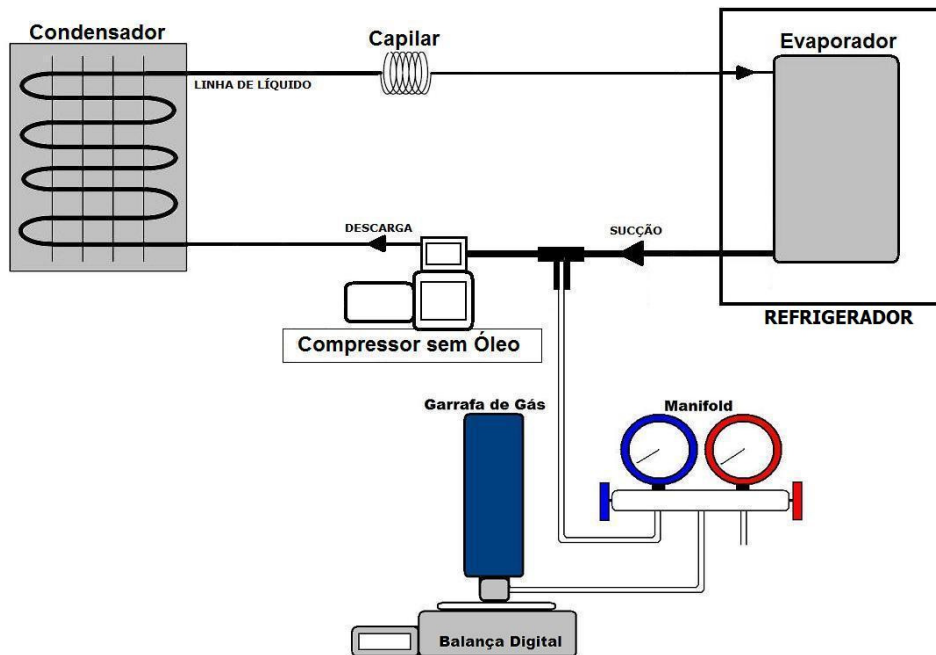 Condensador
Capilar
Evaporador
LINHA DE LÍQUIDO
DESCARGA
SUCÇÃO
REFRIGERADOR
Compressor sem Óleo
Garrafa de Gás
Manifold
Balança Digital